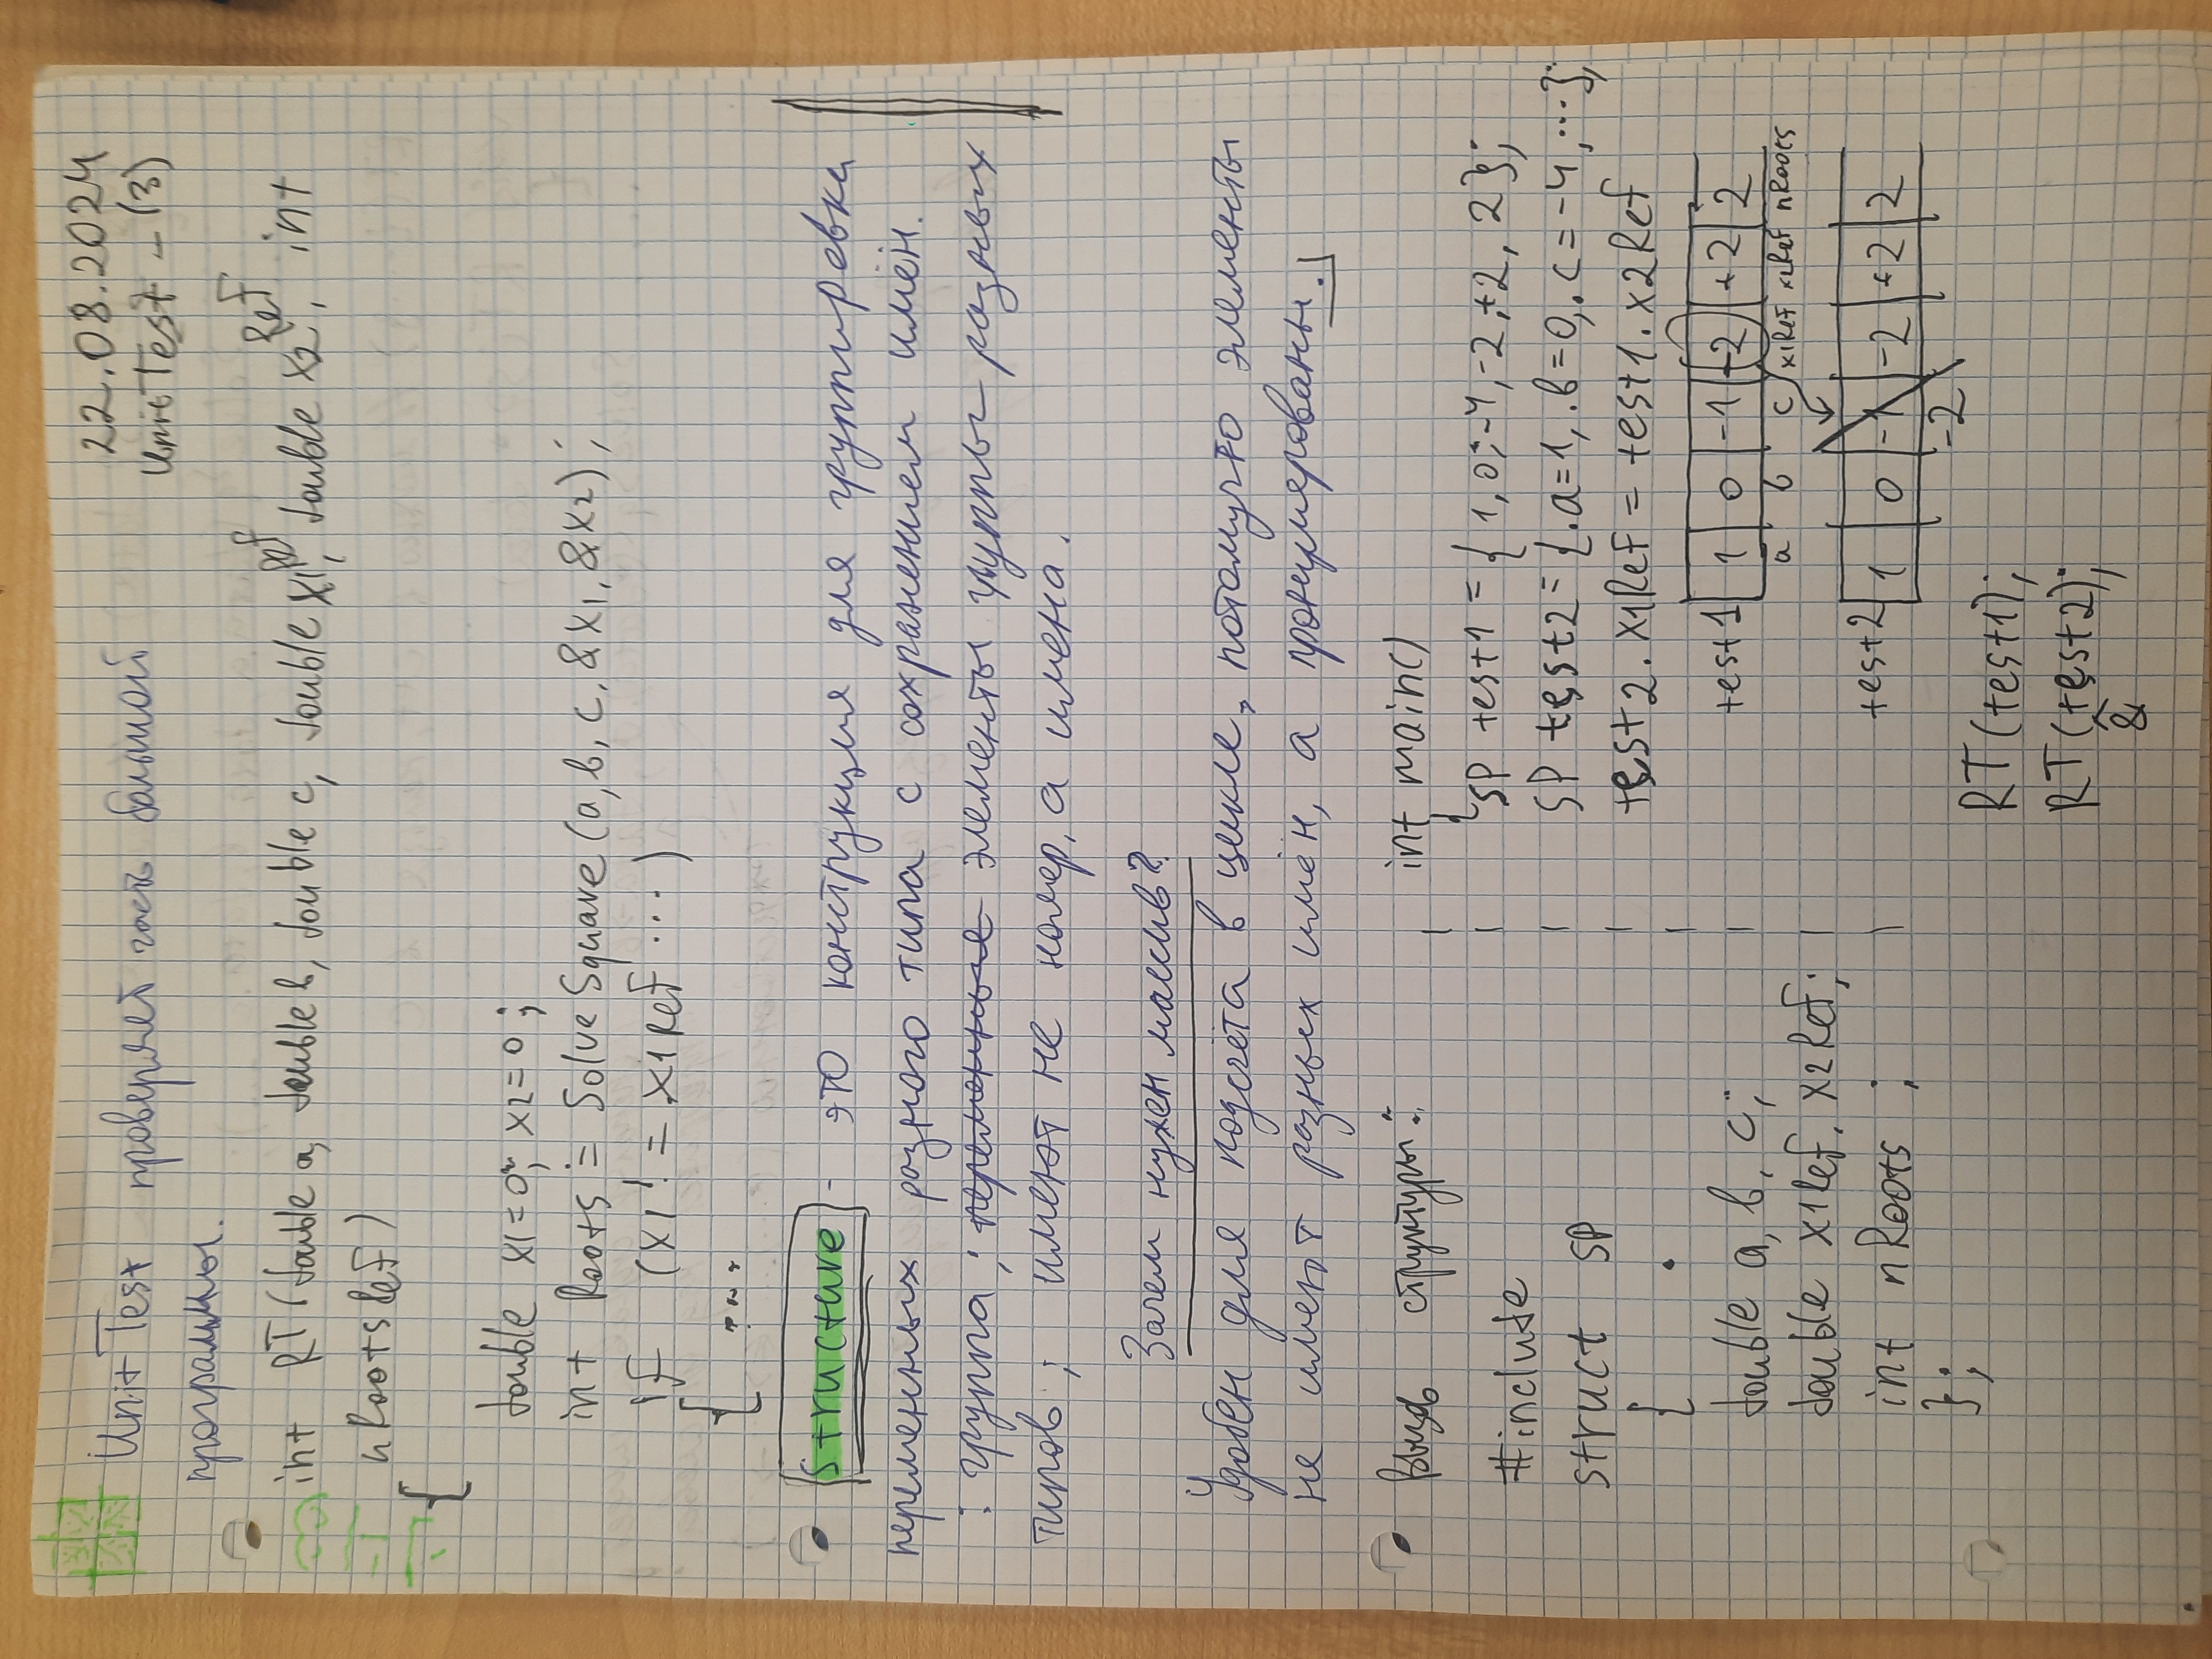 22.08.2024
Unit Test – (3)
Unit Test проверяет часть большой
программы.
int RT (double a, double b, double c, double x1Ref, double x2Ref, int
nRootsRef)
{
double x1=0; x2=0;
int Roots = SolveSquare (a, b, c, &x1, &x2);
if (x1 != x1Ref ...)
{ ....
Structure - это конструкция для группировки
переменных разного типа с сохранением имён.
: группа; переменные элементы группы разных
типов; имеют не номер, а имена.
Зачем нужен массив?
Удобен для подсчёта в цикле, потомучто элементы
не имеют разных имён, а пронумерованы.
Вызов структуры:
#include
struct SP
{
double a, b, c;
double x1Ref, x2Ref;
int nRoots ;
};
int main()
{
SP test1 = { 1, 0, -4, -2, +2, 2 };
SP test2 = {.a=1, .b=0, .c=-4, ...};
test2.x1Ref = test1.x2Ref
test1 1 0 -1 -2 +2 2
a b c x1Ref x2Ref nRoots
test2 1 0 -1 -2 +2 2
-2
RT(test1);
RT(test2);
&